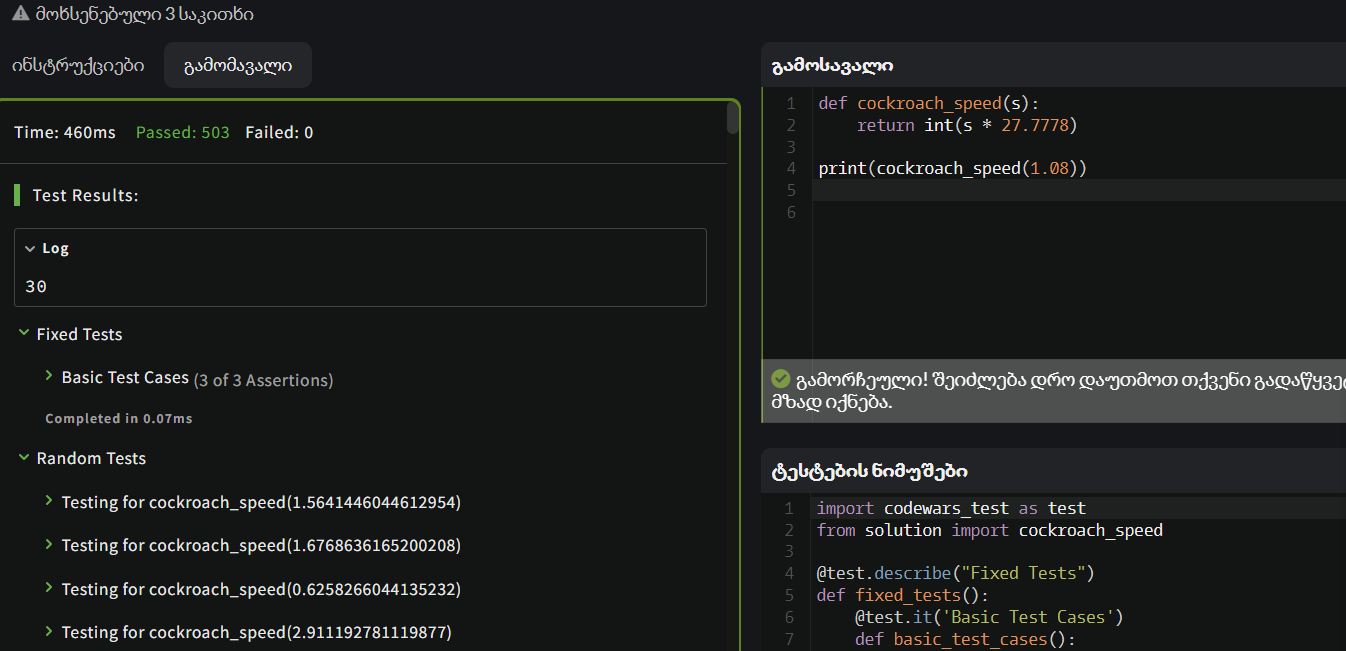 ⚠ მოხსენებული 3 საკითხი
ინსტრუქციები გამომავალი
Time: 460ms Passed: 503 Failed: 0
Test Results:
Log
30
Fixed Tests
Basic Test Cases (3 of 3 Assertions)
Completed in 0.07ms
Random Tests
Testing for cockroach_speed(1.5641446044612954)
Testing for cockroach_speed(1.6768636165200208)
Testing for cockroach_speed(0.6258266044135232)
Testing for cockroach_speed(2.911192781119877)
გამოსავალი
1 def cockroach_speed(s):
2 return int(s * 27.7778)
3
4 print(cockroach_speed(1.08))
5
6
გამორჩეული! შეიძლება დრო დაუთმოთ თქვენი
მზად იქნება.
ტესტების ნიმუშები
1 import codewars_test as test
2 from solution import cockroach_speed
3
4 @test.describe("Fixed Tests")
5 def fixed_tests():
6 @test.it('Basic Test Cases')
7 def basic_test_cases():